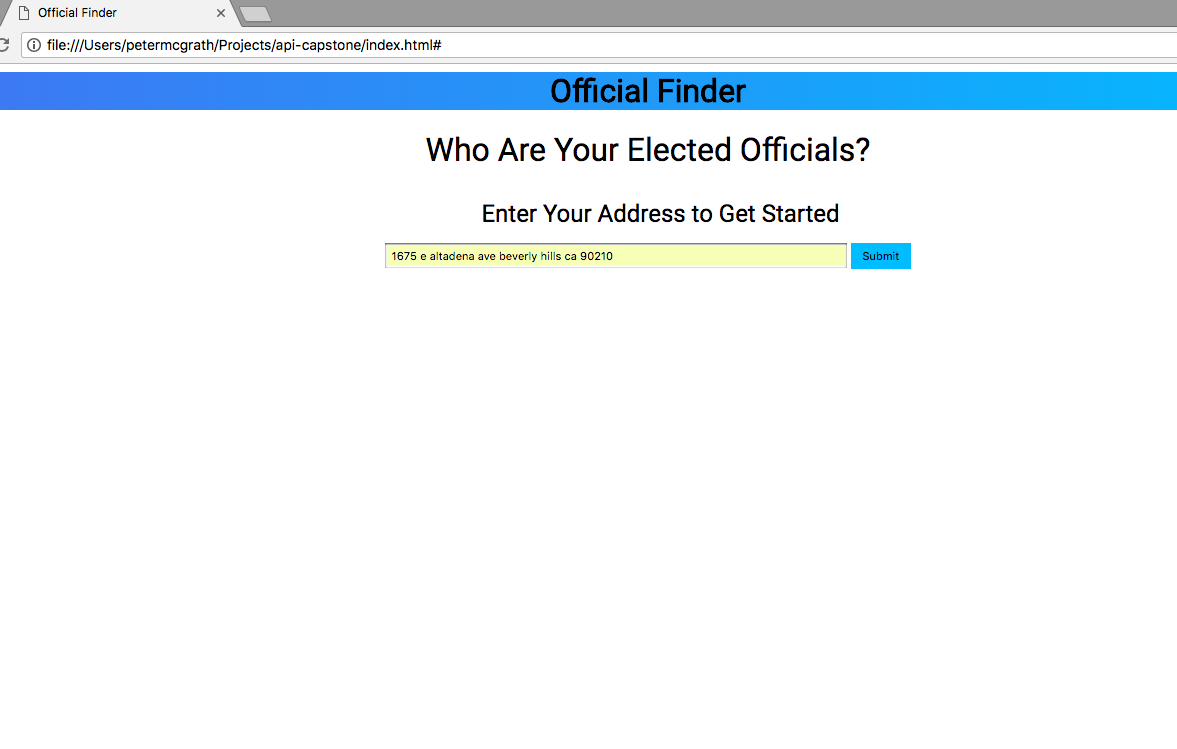 Official Finder
file:///Users/petermcgrath/Projects/api-capstone/index.html#
Official Finder
Who Are Your Elected Officials?
Enter Your Address to Get Started
1675 e altadena ave beverly hills ca 90210 Submit